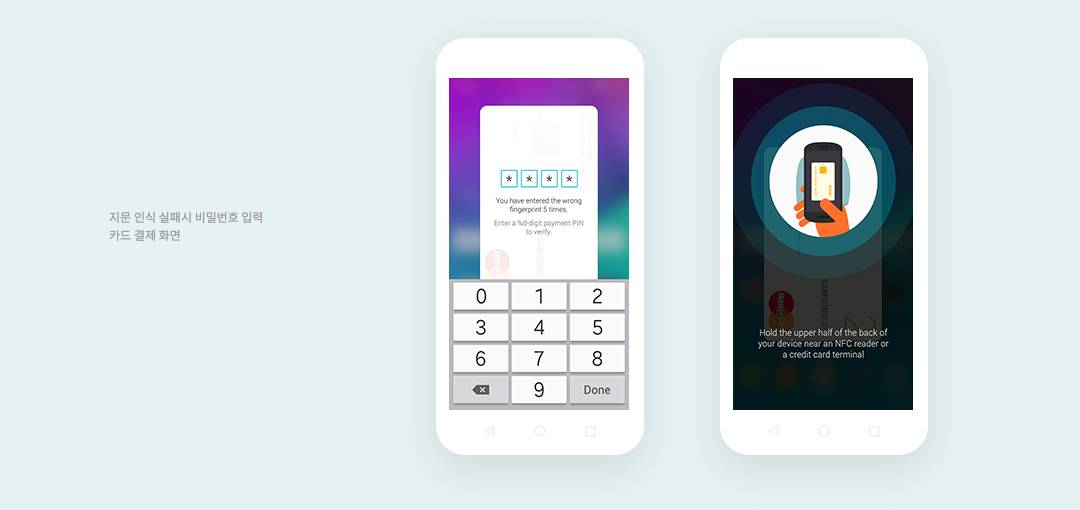 지문 인식 실패시 비밀번호 입력
카드 결제 화면
* * * *
You have entered the wrong
fingerprint 5 times.
Enter a %d-digit payment PIN
to verify.
SAMSUNG
0 1 2
3 4 5
6 7 8
9 Done
SAMSUNG
Hold the upper half of the back of
your device near an NFC reader or
a credit card terminal